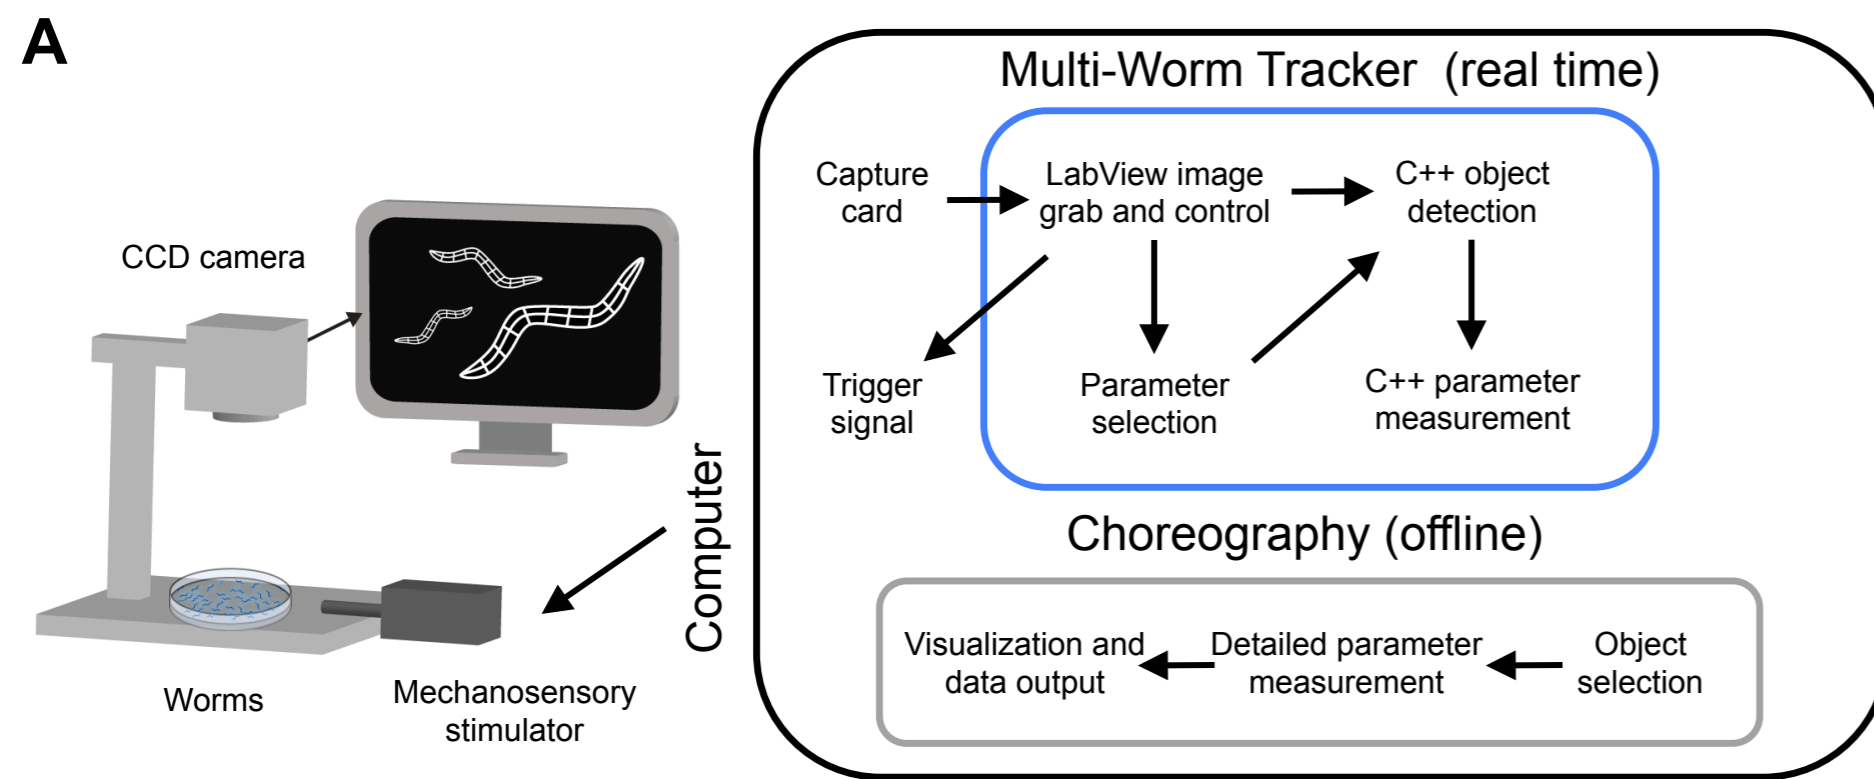 A
CCD camera
Worms
Mechanosensory
stimulator
Computer
Multi-Worm Tracker (real time)
Capture
card
LabView image
grab and control
C++ object
detection
Trigger
signal
Parameter
selection
C++ parameter
measurement
Choreography (offline)
Visualization and
data output
Detailed parameter
measurement
Object
selection